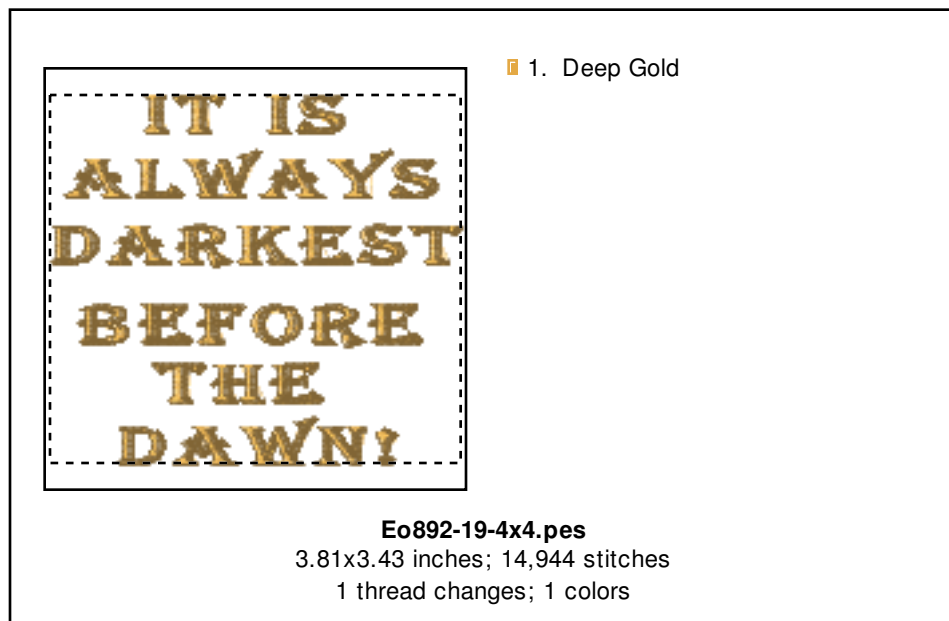 IT IS
ALWAYS
DARKEST
BEFORE
THE
DAWN!
1. Deep Gold
Eo892-19-4x4.pes
3.81x3.43 inches; 14,944 stitches
1 thread changes; 1 colors